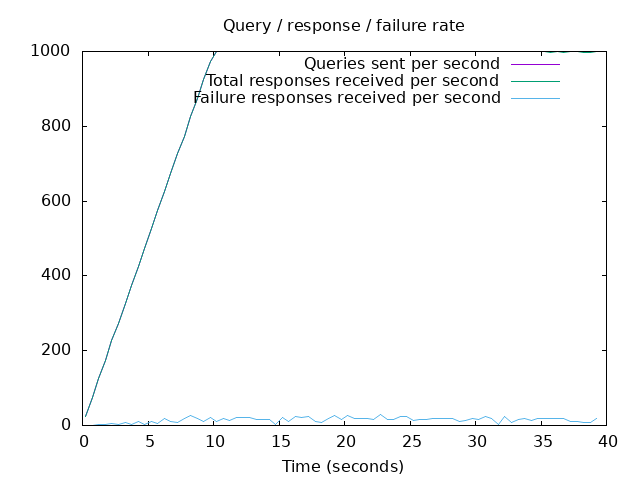 Query / response / failure rate
1000
800
600
400
200
0
Queries sent per second
Total responses received per second
Failure responses received per second
0 5 10 15 20 25 30 35 40
Time (seconds)